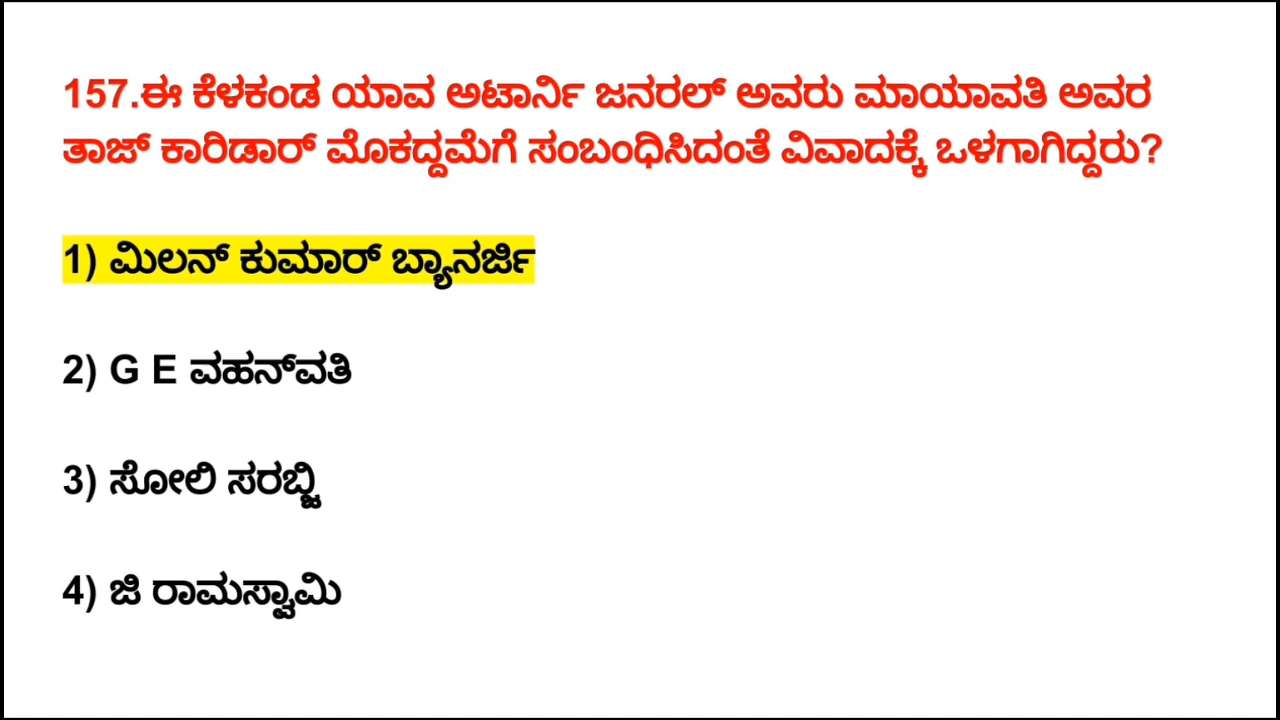 157.ಈ ಕೆಳಕಂಡ ಯಾವ ಅಟಾರ್ನಿ ಜನರಲ್ ಅವರು ಮಾಯಾವತಿ ಅವರ
ತಾಜ್ ಕಾರಿಡಾರ್ ಮೊಕದ್ದಮೆಗೆ ಸಂಬಂಧಿಸಿದಂತೆ ವಿವಾದಕ್ಕೆ ಒಳಗಾಗಿದ್ದರು?
1) ಮಿಲನ್ ಕುಮಾರ್ ಬ್ಯಾನರ್ಜಿ
2) G E ವಹನ್‌ವತಿ
3) ಸೋಲಿ ಸರಬ್ಜಿ
4) ಜಿ ರಾಮಸ್ವಾಮಿ